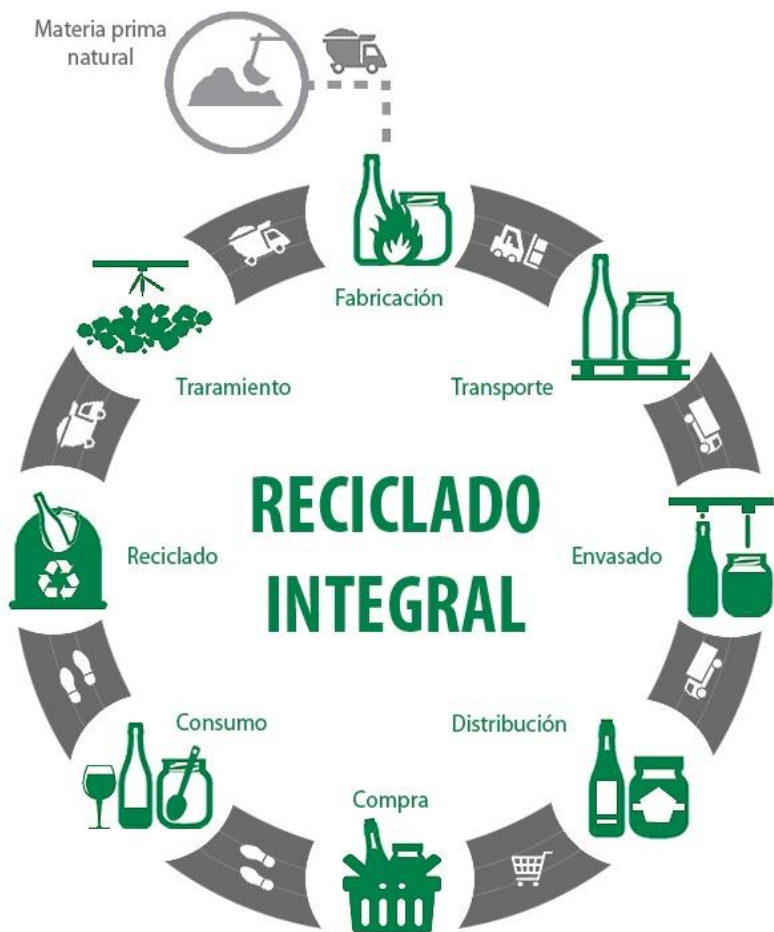 Materia prima
natural
Fabricación
Traramiento
Transporte
RECICLADO
INTEGRAL
Reciclado
Envasado
Consumo
Distribución
Compra